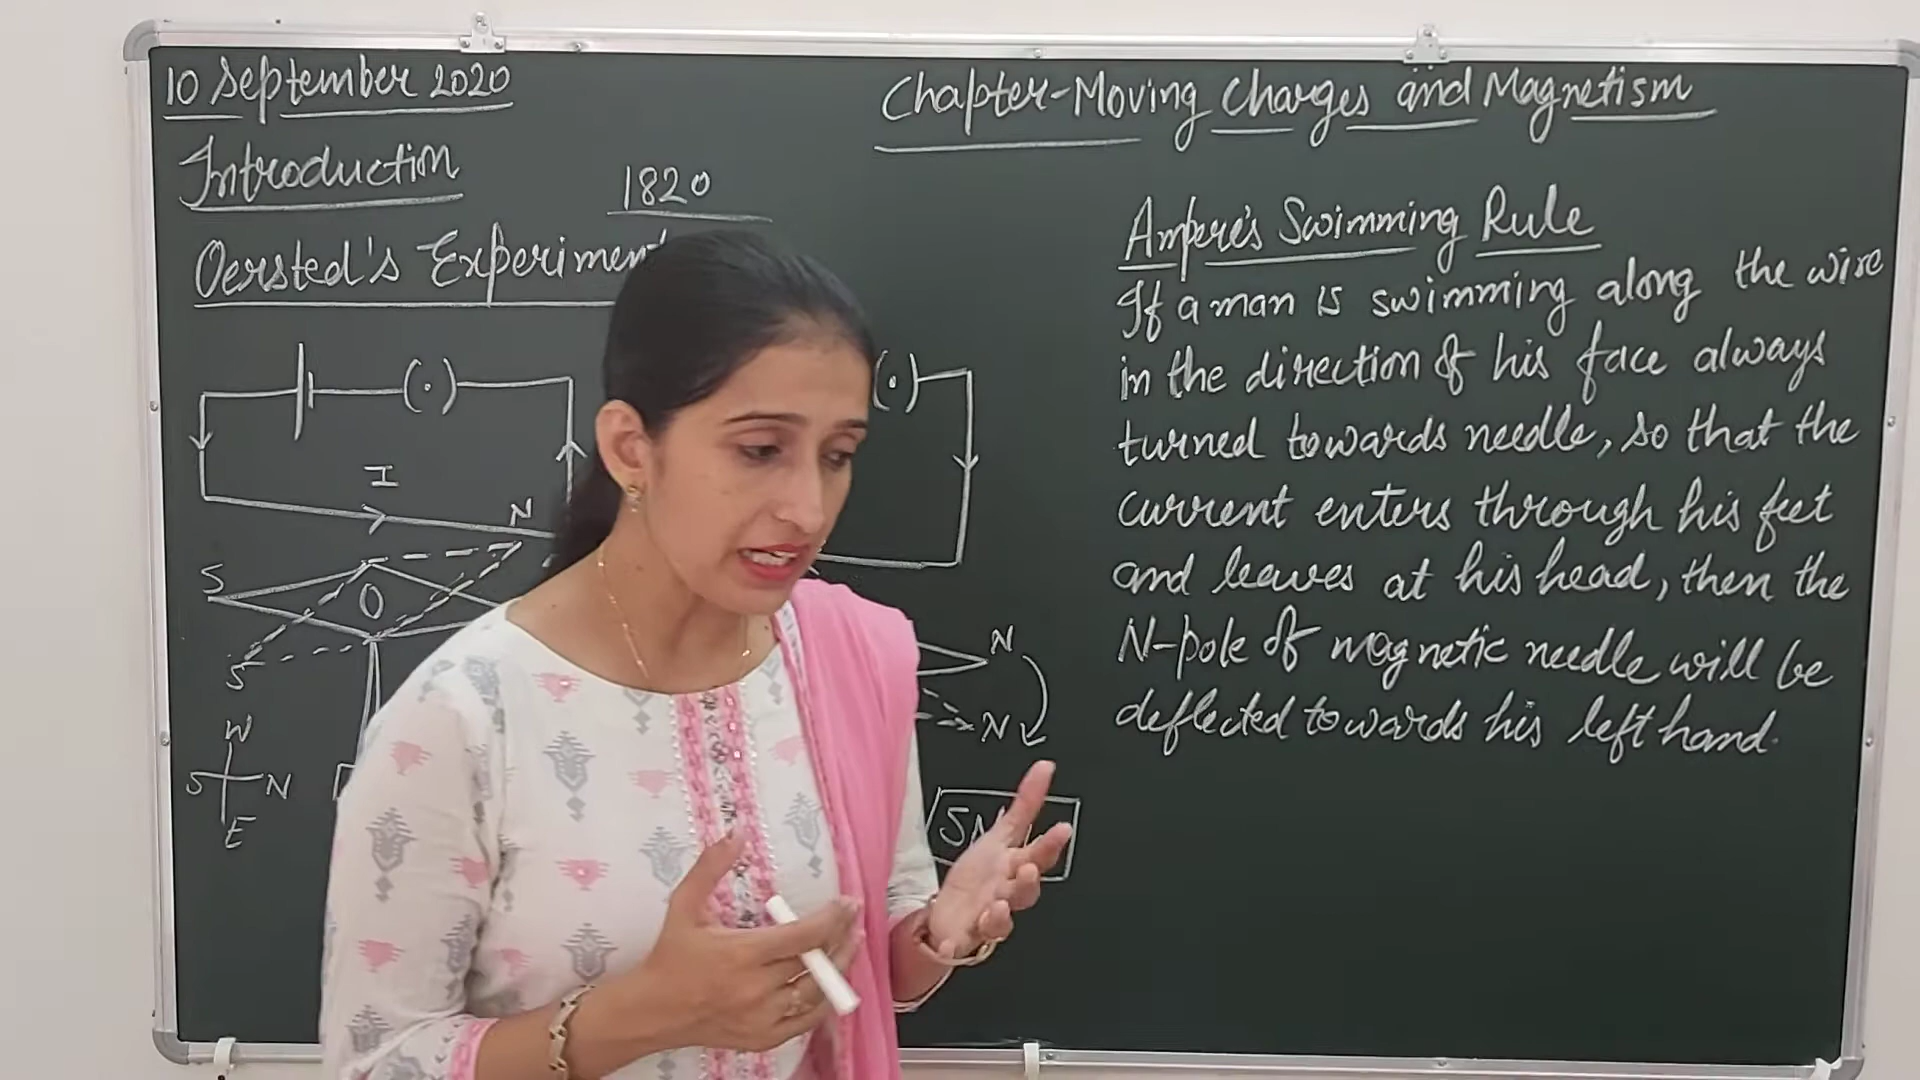 10 September 2020
Chapter-Moving Charges and Magnetism
Introduction
1820
Oersted's Experiment
I
N
S
O
S
W
S N
E
N
N
Ampere's Swimming Rule
If a man is swimming along the wire
in the direction of his face always
turned towards needle, so that the
current enters through his feet
and leaves at his head, then the
N-pole of magnetic needle will be
deflected towards his left hand.